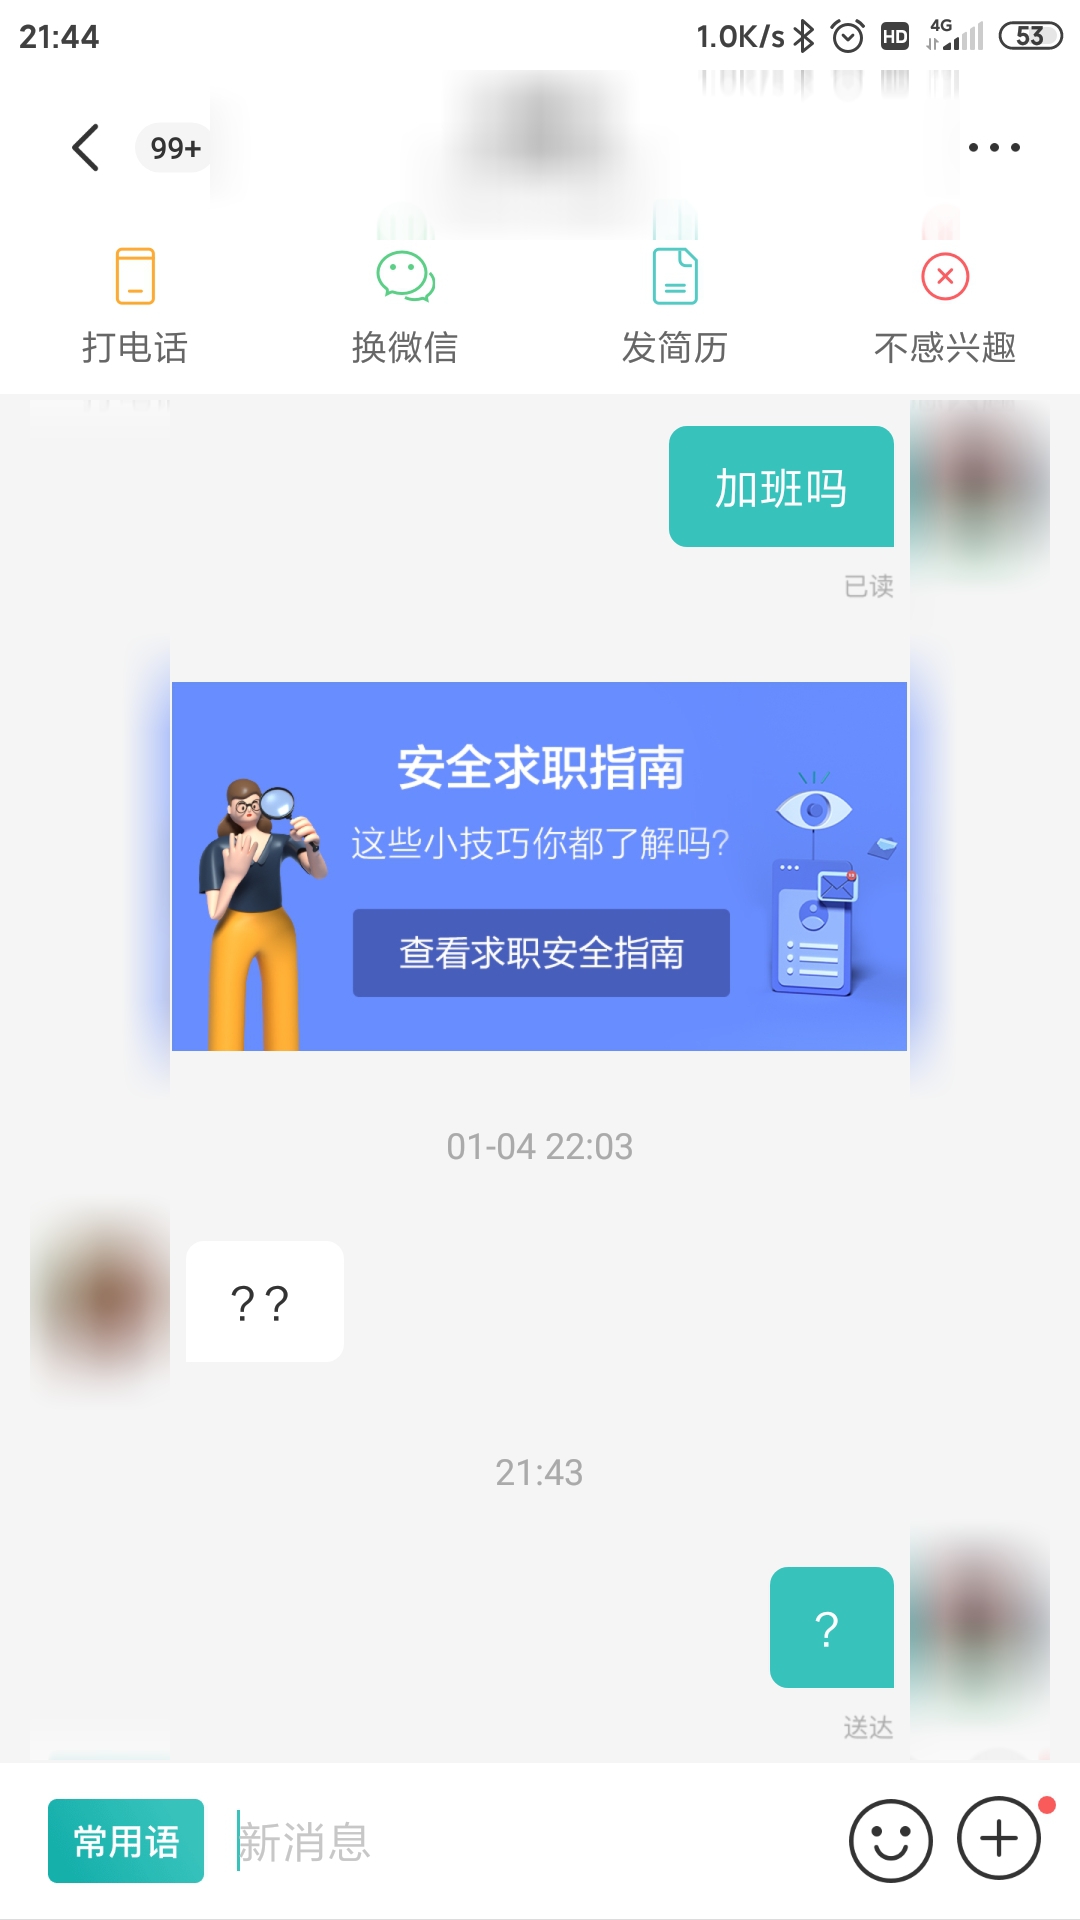 21:44 1.0K/s HD 4G 53
99+
打电话 换微信 发简历 不感兴趣
加班吗
已读
安全求职指南
这些小技巧你都了解吗?
查看求职安全指南
01-04 22:03
??
21:43
?
送达
常用语 新消息